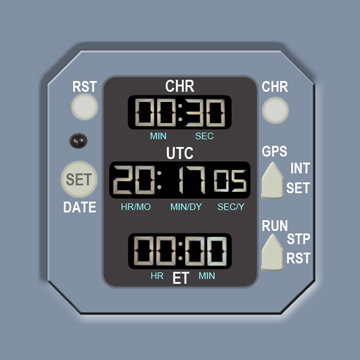 RST CHR CHR
00:30
MIN SEC
UTC GPS
INT
SET 20:17 05 SET
DATE HR/MO MIN/DY SEC/Y
RUN
STP
00:00 RST
HR ET MIN